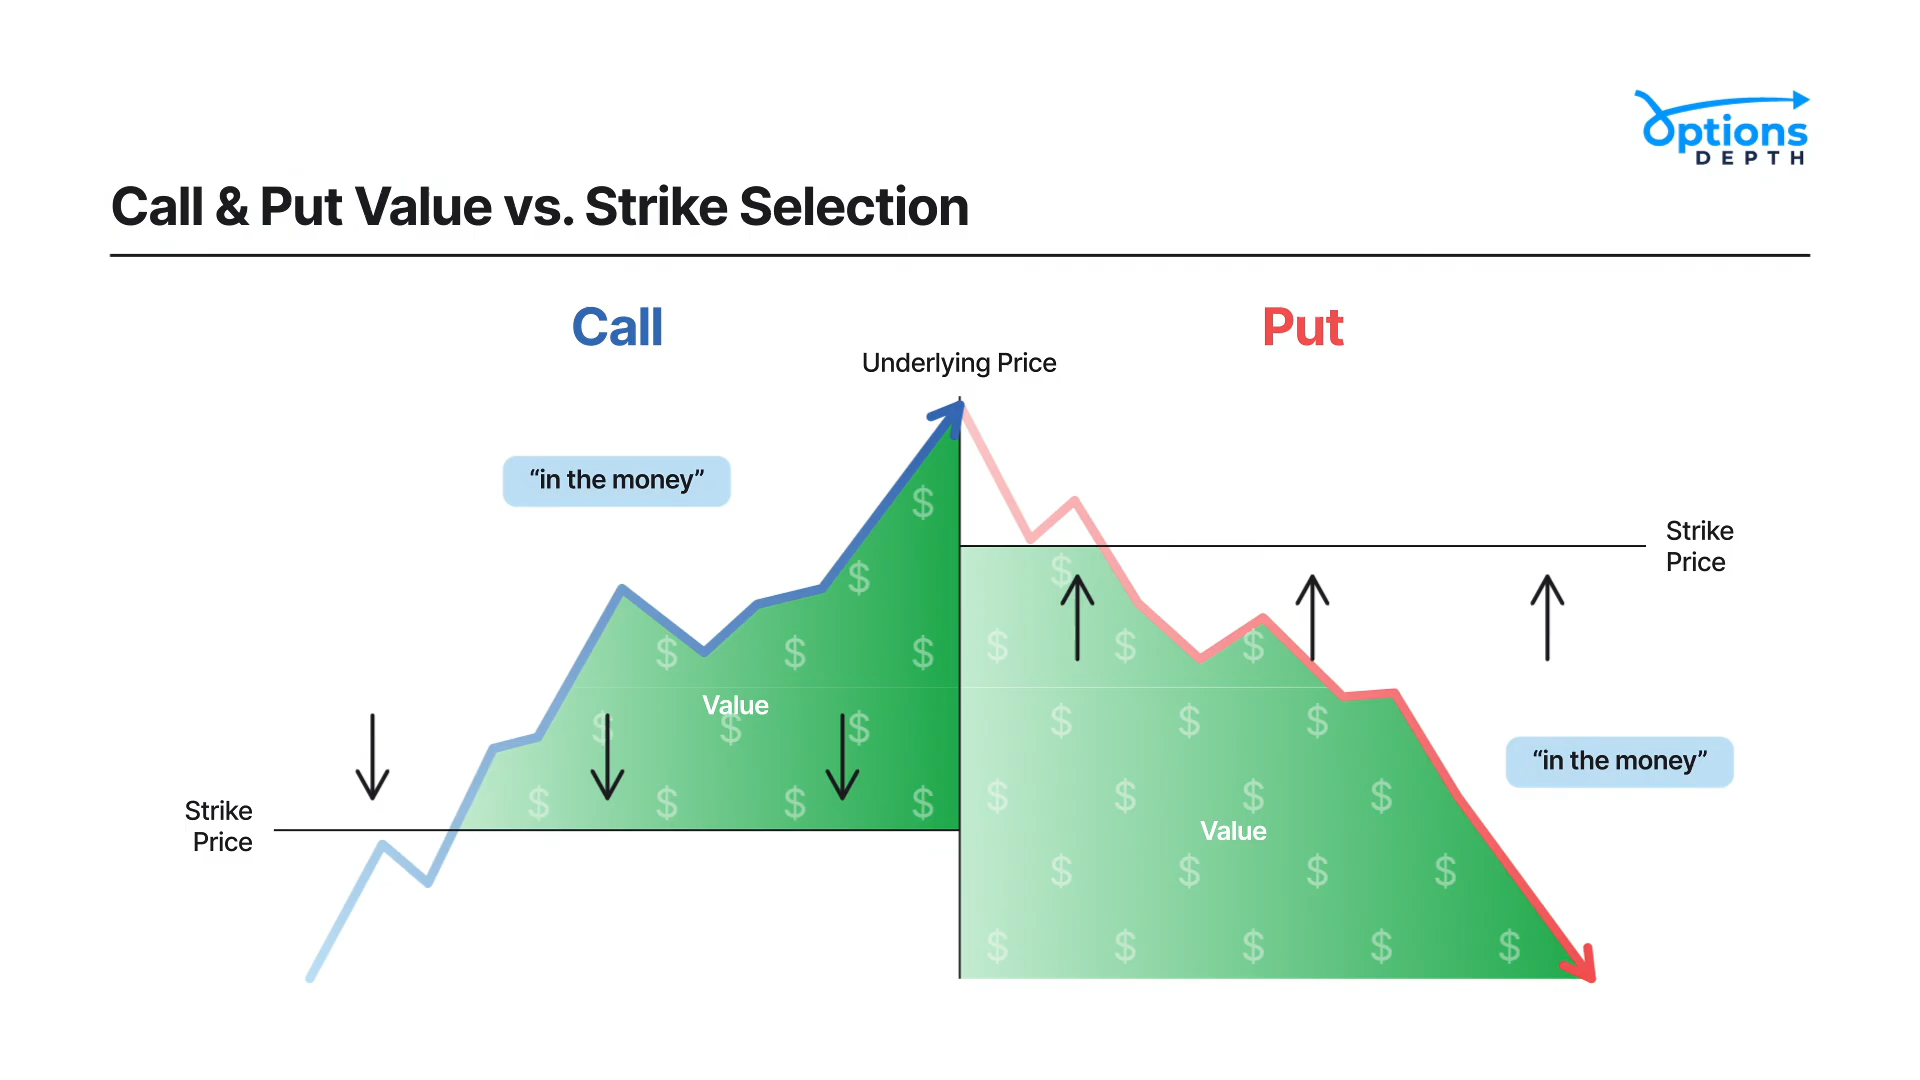 Options
DEPTH
Call & Put Value vs. Strike Selection
Call
Put
Underlying Price
“in the money”
$
$
$ $ $
Value
$ $ $
$ $ $ $
Strike
Price
Strike
Price
$
$ $ $
$ $ $
“in the money”
$ $ $ $
Value
$ $ $ $
$ $ $ $ $